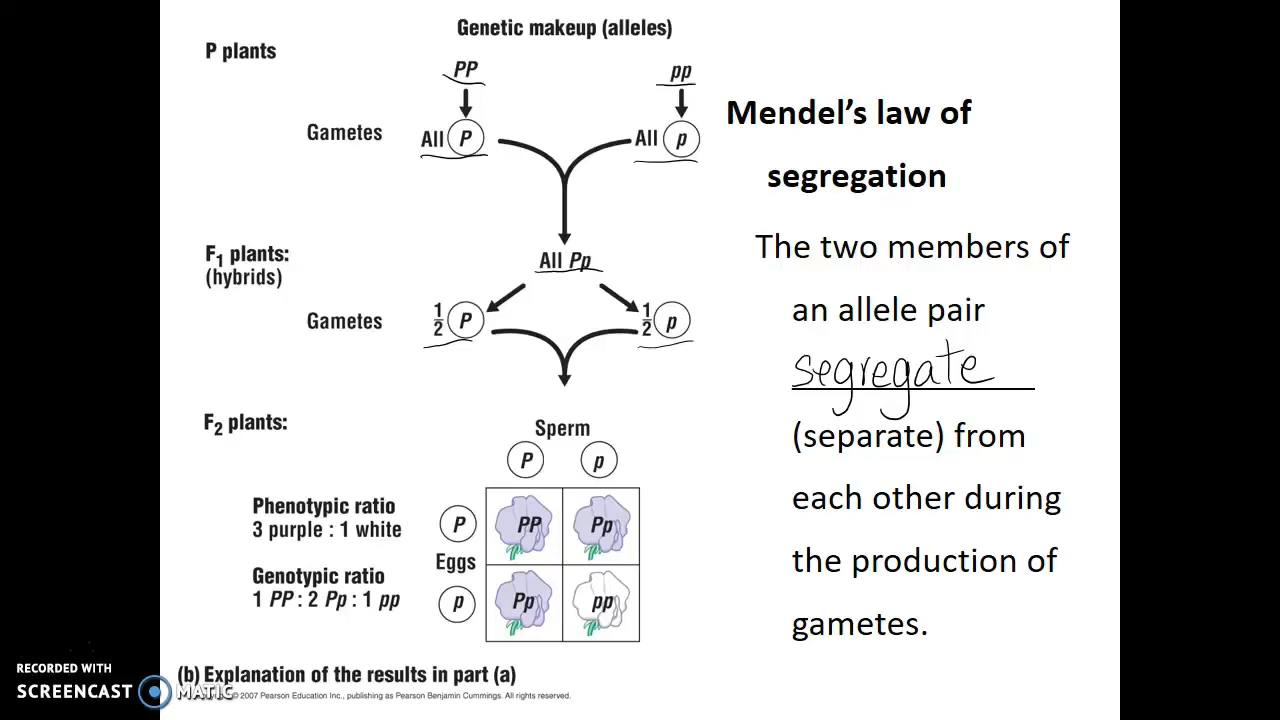 Genetic makeup (alleles)
P plants
PP
pp
Gametes
All P
All p
F₁ plants:
(hybrids)
All Pp
Gametes
1/2 P
1/2 p
F₂ plants:
Sperm
P
p
Phenotypic ratio
3 purple : 1 white
Genotypic ratio
1 PP : 2 Pp : 1 pp
Eggs
P
PP
Pp
p
Pp
pp
(b) Explanation of the results in part (a)
© 2007 Pearson Education Inc., publishing as Pearson Benjamin Cummings. All rights reserved.
Mendel's law of
segregation
The two members of
an allele pair
segregate
(separate) from
each other during
the production of
gametes.
RECORDED WITH
SCREENCAST MATIC